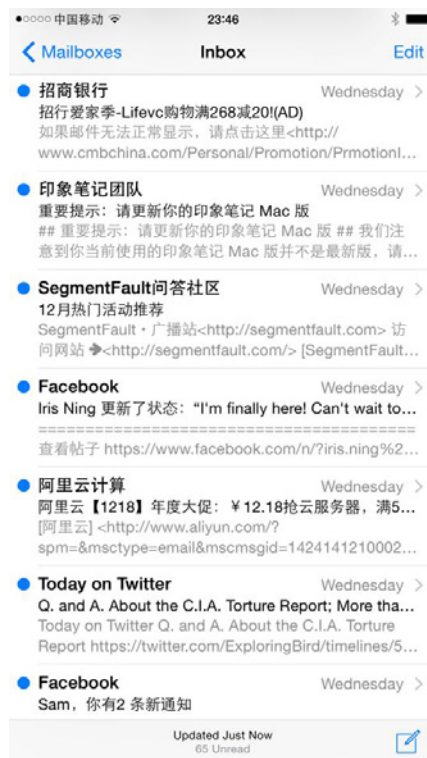 中国移动 23:46
Mailboxes Inbox Edit
招商银行 Wednesday
招行爱家季-Lifevc购物满268减20!(AD)
如果邮件无法正常显示，请点击这里<http://
www.cmbchina.com/Personal/Promotion/PrmotionI...
印象笔记团队 Wednesday
重要提示：请更新你的印象笔记 Mac 版
## 重要提示：请更新你的印象笔记 Mac 版 ## 我们注
意到你当前使用的印象笔记 Mac 版并不是最新版，请...
SegmentFault问答社区 Wednesday
12月热门活动推荐
SegmentFault・广播站<http://segmentfault.com> 访
问网站 ➔<http://segmentfault.com/> [SegmentFault...
Facebook Wednesday
Iris Ning 更新了状态：“I'm finally here! Can't wait to...
========================================
查看帖子 https://www.facebook.com/n/?iris.ning%2...
阿里云计算 Wednesday
阿里云【1218】年度大促：￥12.18抢云服务器，满5...
[阿里云] <http://www.aliyun.com/?
spm=&msctype=email&mscmsgid=1424141210002...
Today on Twitter Wednesday
Q. and A. About the C.I.A. Torture Report; More tha...
Today on Twitter Q. and A. About the C.I.A. Torture
Report https://twitter.com/ExploringBird/timelines/5...
Facebook Wednesday
Sam，你有2 条新通知
Updated Just Now
65 Unread